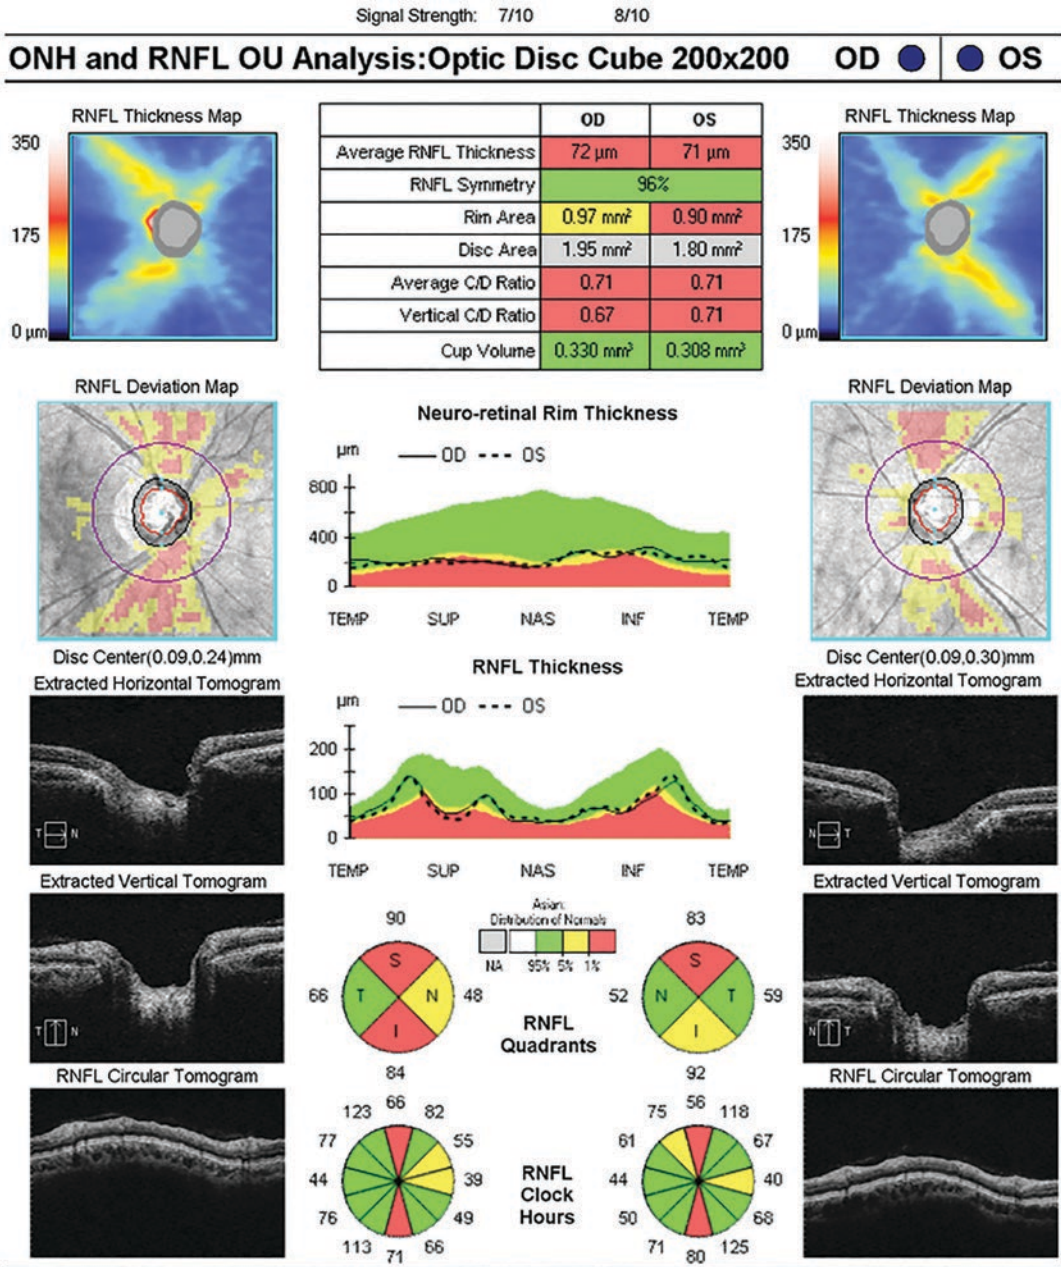 Signal Strength: 7/10 8/10
ONH and RNFL OU Analysis:Optic Disc Cube 200x200 OD OS
RNFL Thickness Map
350
175
0 µm
OD OS
Average RNFL Thickness 72 µm 71 µm
RNFL Symmetry 96%
Rim Area 0.97 mm² 0.90 mm²
Disc Area 1.95 mm² 1.80 mm²
Average C/D Ratio 0.71 0.71
Vertical C/D Ratio 0.67 0.71
Cup Volume 0.330 mm³ 0.308 mm³
RNFL Thickness Map
350
175
0 µm
RNFL Deviation Map
Disc Center(0.09,0.24)mm
Neuro-retinal Rim Thickness
µm OD OS
800
400
0
TEMP SUP NAS INF TEMP
RNFL Deviation Map
Disc Center(0.09,0.30)mm
Extracted Horizontal Tomogram
T N
RNFL Thickness
µm OD OS
200
100
0
TEMP SUP NAS INF TEMP
Extracted Horizontal Tomogram
N T
Extracted Vertical Tomogram
T N
Asian:
Distribution of Normals
NA 95% 5% 1%
90
S
66 T N 48
I
84
RNFL
Quadrants
83
S
52 N T 59
I
92
Extracted Vertical Tomogram
N T
RNFL Circular Tomogram
123 66 82
77 55
44 39
76 49
113 71 66
RNFL
Clock
Hours
75 56 118
61 67
44 40
50 68
71 80 125
RNFL Circular Tomogram